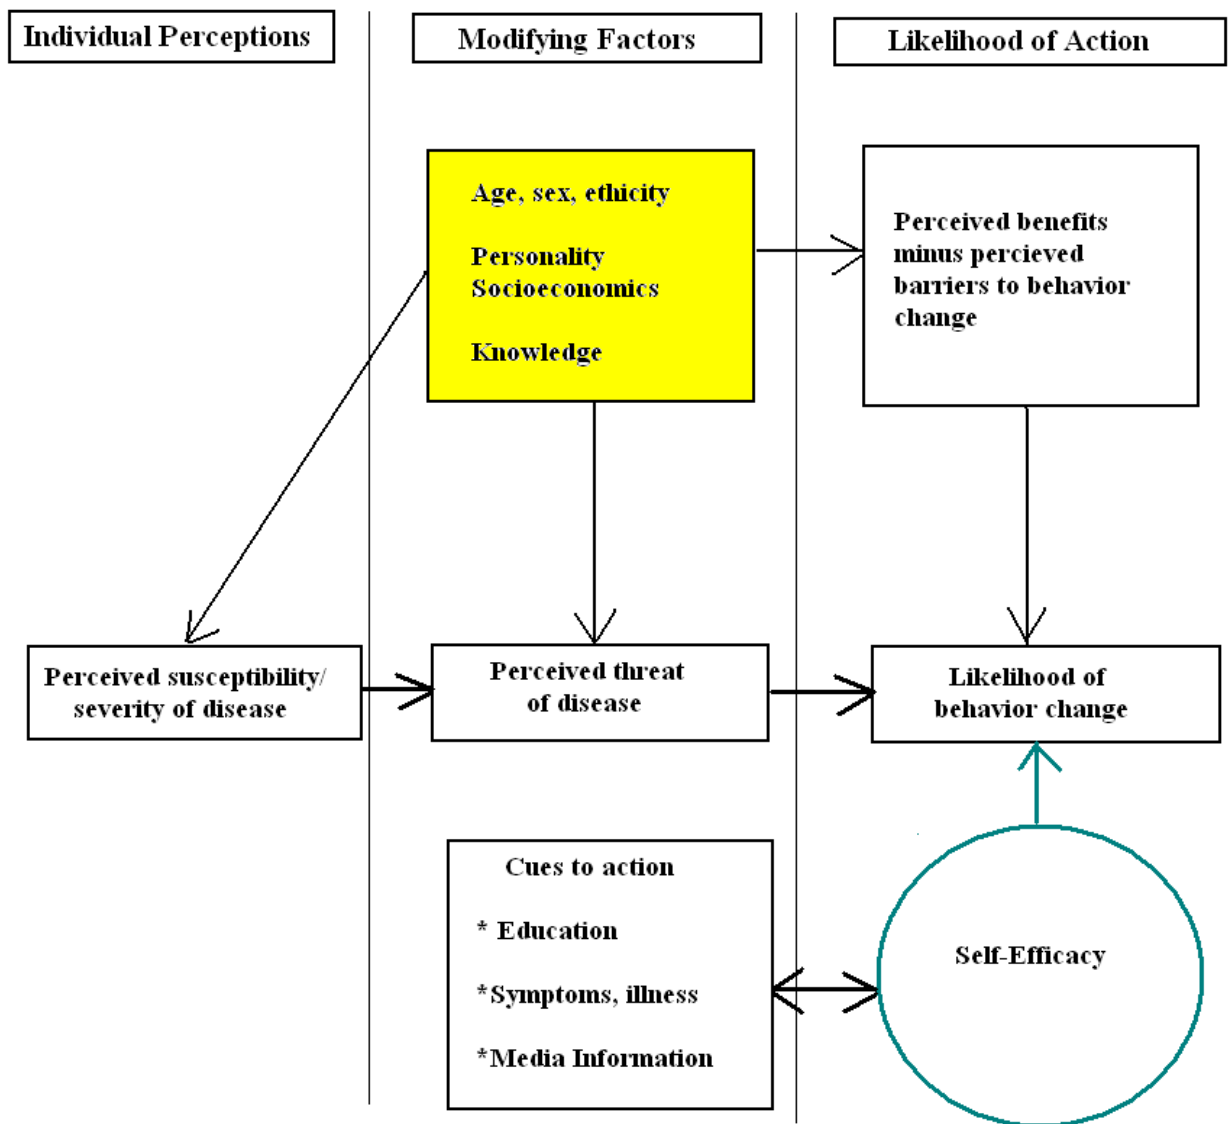 Individual Perceptions
Modifying Factors
Likelihood of Action
Age, sex, ethicity
Personality
Socioeconomics
Knowledge
Perceived benefits
minus percieved
barriers to behavior
change
Perceived susceptibility/
severity of disease
Perceived threat
of disease
Likelihood of
behavior change
Cues to action
* Education
*Symptoms, illness
*Media Information
Self-Efficacy